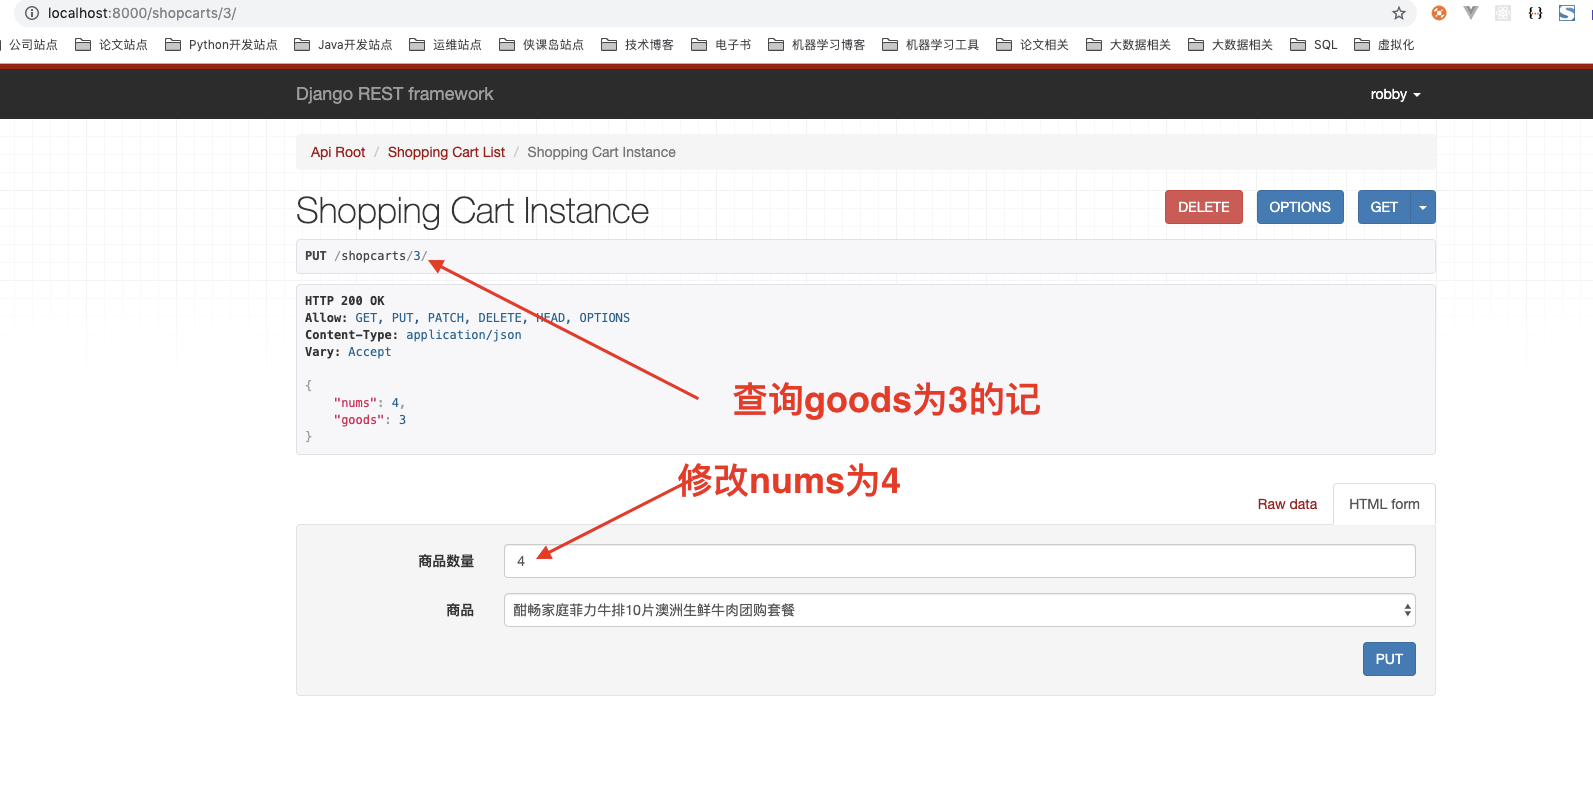 localhost:8000/shopcarts/3/
公司站点 论文站点 Python开发站点 Java开发站点 运维站点 侠课岛站点 技术博客 电子书 机器学习博客 机器学习工具 论文相关 大数据相关 大数据相关 SQL 虚拟化
Django REST framework robby
Api Root / Shopping Cart List / Shopping Cart Instance
Shopping Cart Instance DELETE OPTIONS GET
PUT /shopcarts/3/
HTTP 200 OK
Allow: GET, PUT, PATCH, DELETE, HEAD, OPTIONS
Content-Type: application/json
Vary: Accept
{
"nums": 4,
"goods": 3
}
查询goods为3的记
修改nums为4
Raw data HTML form
商品数量 4
商品 酣畅家庭菲力牛排10片澳洲生鲜牛肉团购套餐
PUT